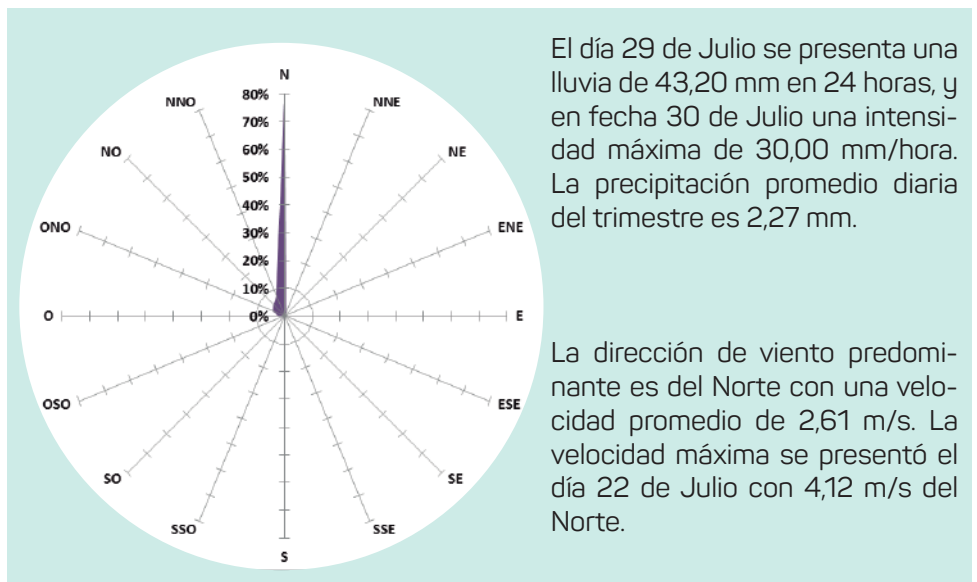 N
NNO
NNE
80%
70%
NO
60%
NE
50%
40%
ONO
30%
ENE
20%
10%
O
0%
E
OSO
ESE
SO
SE
SSO
SSE
S
El día 29 de Julio se presenta una
lluvia de 43,20 mm en 24 horas, y
en fecha 30 de Julio una intensi-
dad máxima de 30,00 mm/hora.
La precipitación promedio diaria
del trimestre es 2,27 mm.
La dirección de viento predomi-
nante es del Norte con una velo-
cidad promedio de 2,61 m/s. La
velocidad máxima se presentó el
día 22 de Julio con 4,12 m/s del
Norte.